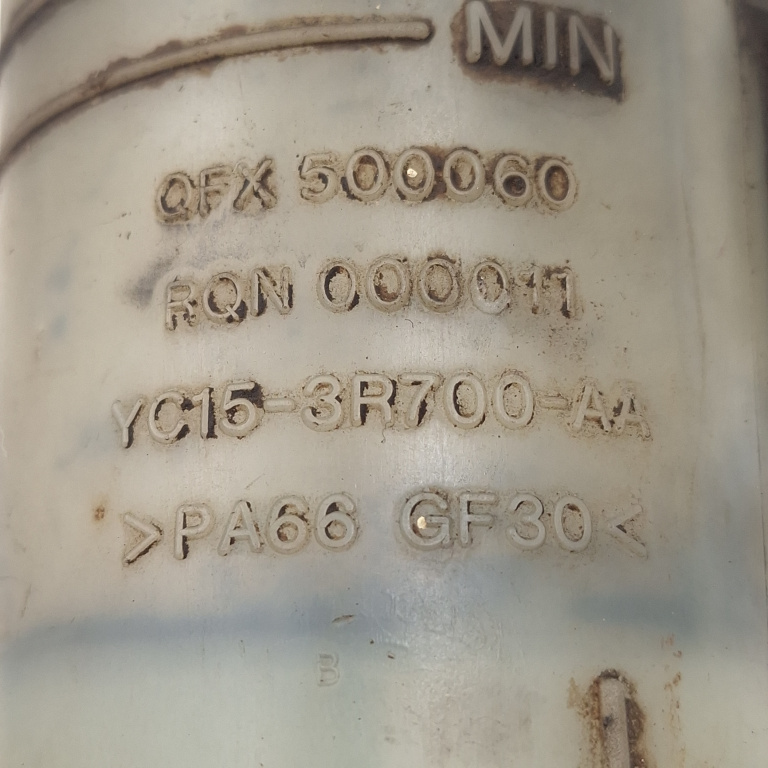 MIN
QFX 500060
RQN 000011
YC15-3R700-AA
>PA66 GF30<
B